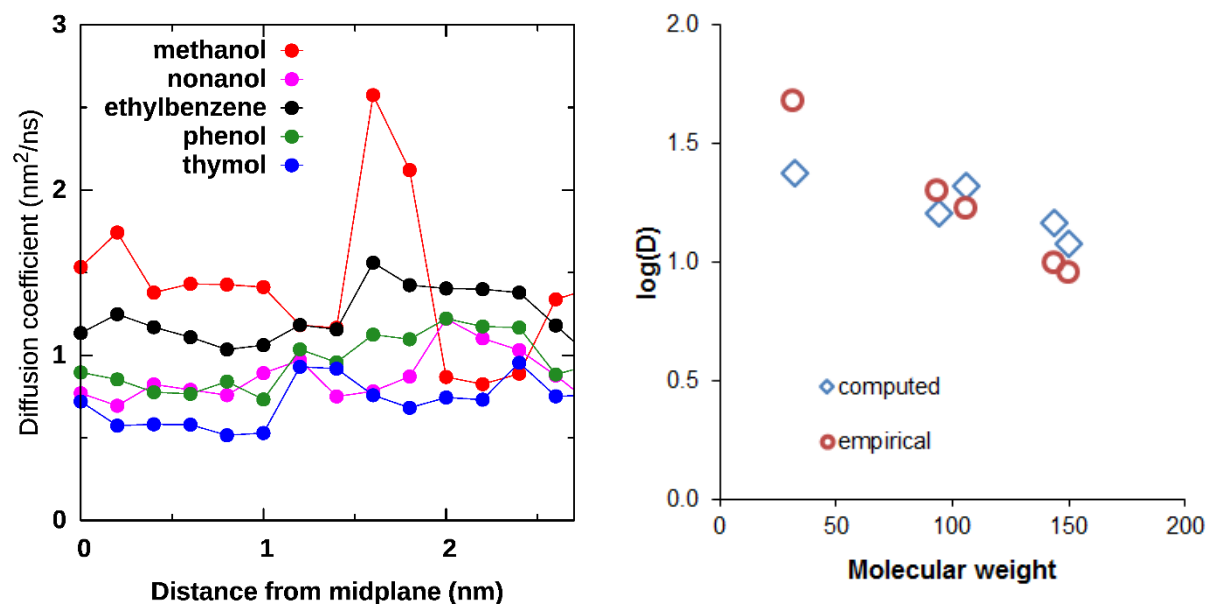 3
2
1
0
Diffusion coefficient (nm²/ns)
methanol
nonanol
ethylbenzene
phenol
thymol
0 1 2
Distance from midplane (nm)
2.0
1.5
1.0
0.5
0.0
log(D)
computed
empirical
0 50 100 150 200
Molecular weight